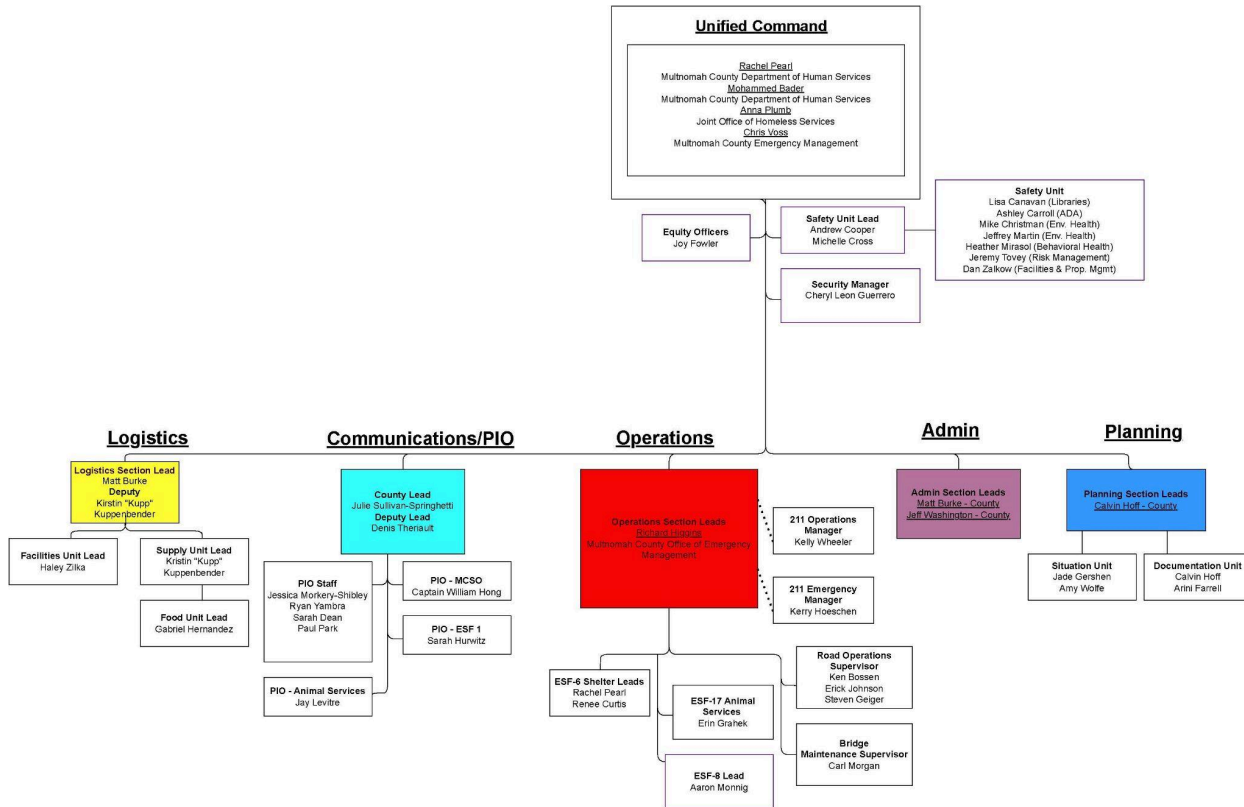 Unified Command
Rachel Pearl
Multnomah County Department of Human Services
Mohammed Bader
Multnomah County Department of Human Services
Anna Plumb
Joint Office of Homeless Services
Chris Voss
Multnomah County Emergency Management
Equity Officers
Joy Fowler
Safety Unit Lead
Andrew Cooper
Michelle Cross
Safety Unit
Lisa Canavan (Libraries)
Ashley Carroll (ADA)
Mike Christman (Env. Health)
Jeffrey Martin (Env. Health)
Heather Mirasol (Behavioral Health)
Jeremy Tovey (Risk Management)
Dan Zalkow (Facilities & Prop. Mgmt)
Security Manager
Cheryl Leon Guerrero
Logistics
Logistics Section Lead
Matt Burke
Deputy
Kirstin "Kupp"
Kuppenbender
Facilities Unit Lead
Haley Zilka
Supply Unit Lead
Kristin "Kupp"
Kuppenbender
Food Unit Lead
Gabriel Hernandez
Communications/PIO
County Lead
Julie Sullivan-Springhetti
Deputy Lead
Denis Theriault
PIO Staff
Jessica Morkery-Shibley
Ryan Yambra
Sarah Dean
Paul Park
PIO - MCSO
Captain William Hong
PIO - ESF 1
Sarah Hurwitz
PIO - Animal Services
Jay Levitre
Operations
Operations Section Leads
Richard Higgins
Multnomah County Office of Emergency
Management
211 Operations
Manager
Kelly Wheeler
211 Emergency
Manager
Kerry Hoeschen
ESF-6 Shelter Leads
Rachel Pearl
Renee Curtis
ESF-17 Animal
Services
Erin Grahek
ESF-8 Lead
Aaron Monnig
Road Operations
Supervisor
Ken Bossen
Erick Johnson
Steven Geiger
Bridge
Maintenance Supervisor
Carl Morgan
Admin
Admin Section Leads
Matt Burke - County
Jeff Washington - County
Planning
Planning Section Leads
Calvin Hoff - County
Situation Unit
Jade Gershen
Amy Wolfe
Documentation Unit
Calvin Hoff
Arini Farrell